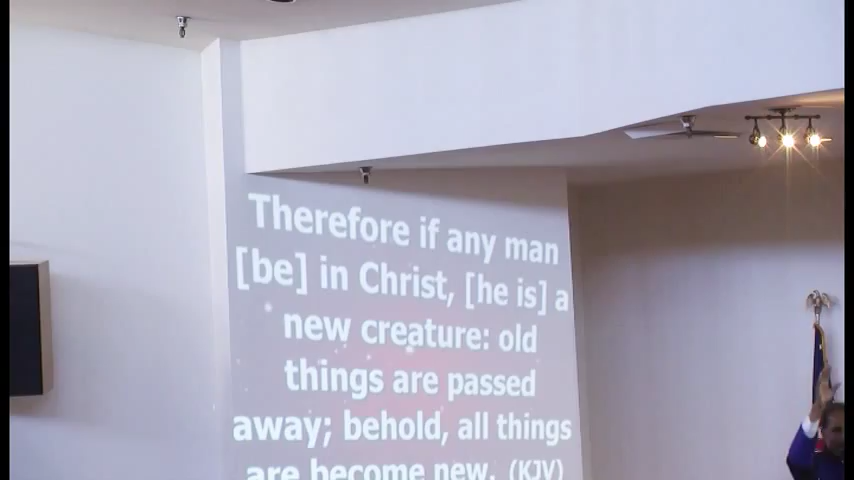 Therefore if any man
[be] in Christ, [he is] a
new creature: old
things are passed
away; behold, all things
are become new. (KJV)